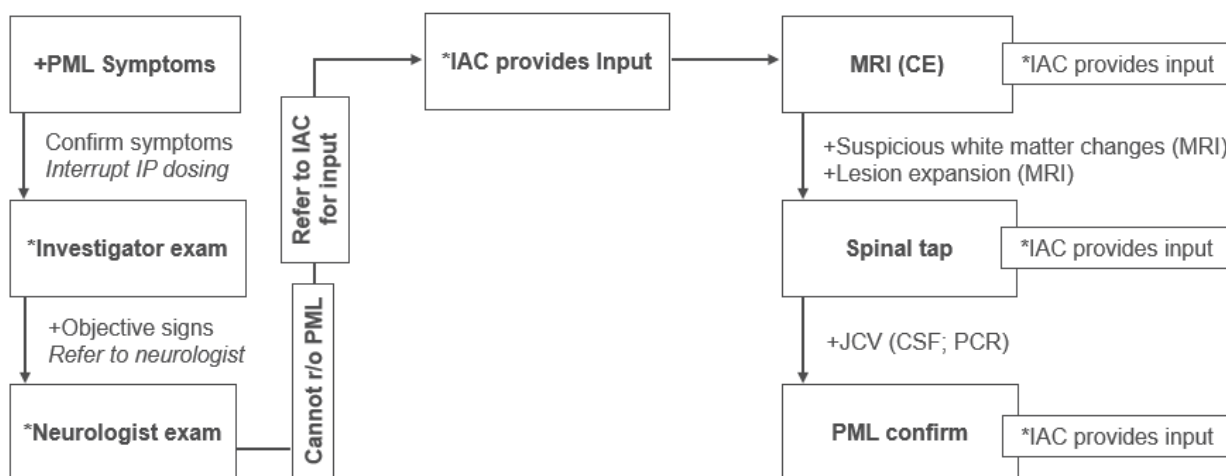 +PML Symptoms
Confirm symptoms
Interrupt IP dosing
*Investigator exam
+Objective signs
Refer to neurologist
*Neurologist exam
Cannot r/o PML
Refer to IAC
for input
*IAC provides Input
MRI (CE)
*IAC provides input
+Suspicious white matter changes (MRI)
+Lesion expansion (MRI)
Spinal tap
*IAC provides input
+JCV (CSF; PCR)
PML confirm
*IAC provides input